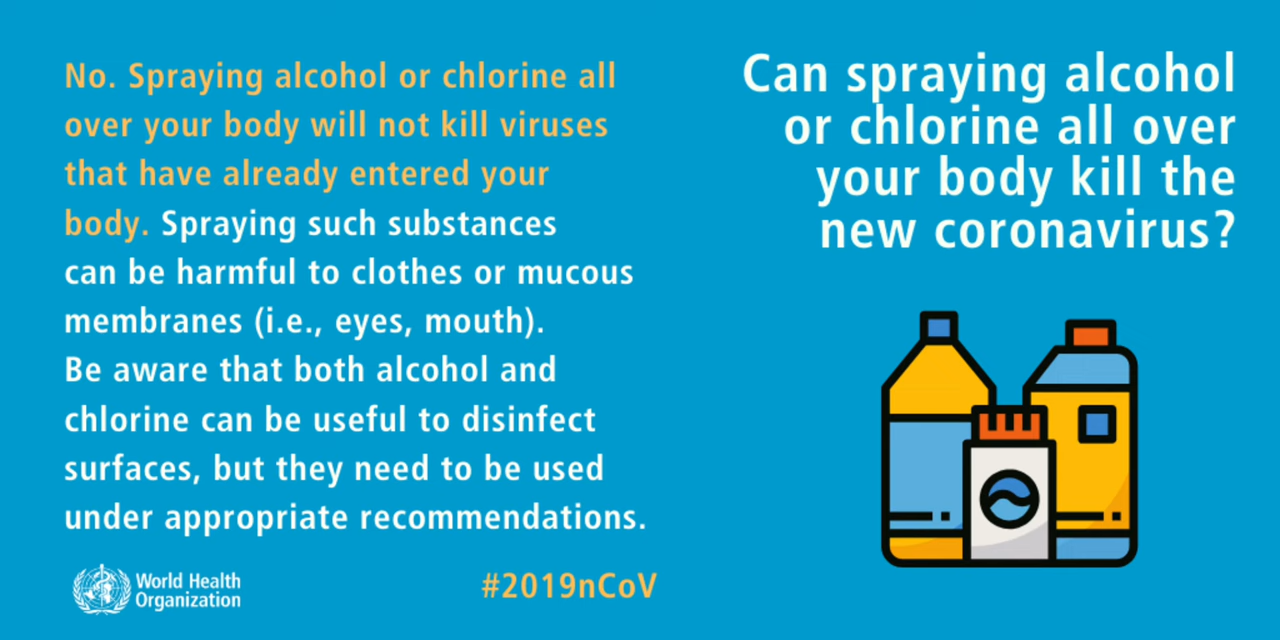 Can spraying alcohol
or chlorine all over
your body kill the
new coronavirus?
No. Spraying alcohol or chlorine all
over your body will not kill viruses
that have already entered your
body. Spraying such substances
can be harmful to clothes or mucous
membranes (i.e., eyes, mouth).
Be aware that both alcohol and
chlorine can be useful to disinfect
surfaces, but they need to be used
under appropriate recommendations.
World Health
Organization
#2019nCoV